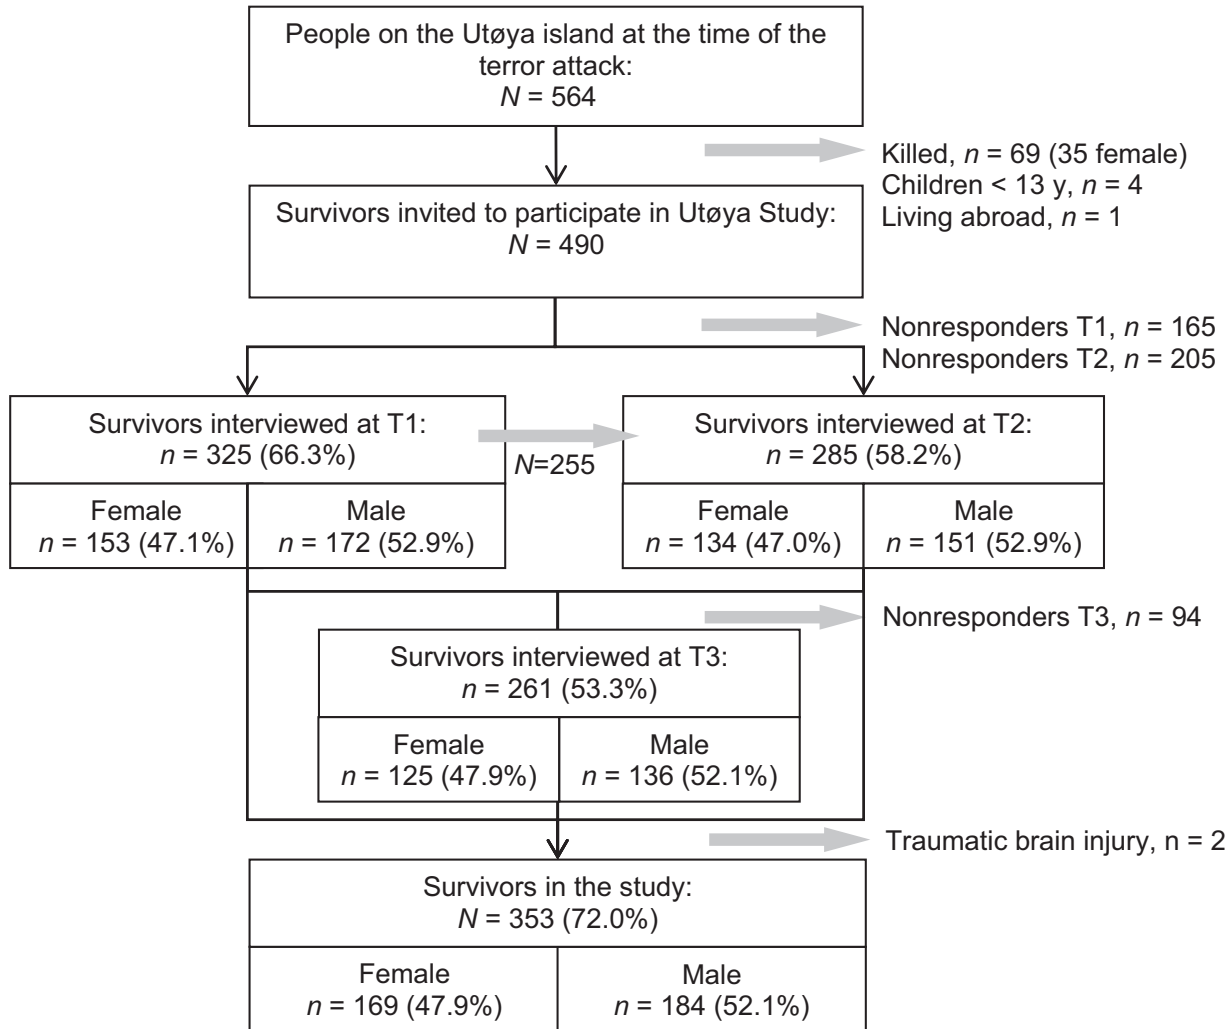 People on the Utøya island at the time of the
terror attack:
N = 564
Killed, n = 69 (35 female)
Children < 13 y, n = 4
Living abroad, n = 1
Survivors invited to participate in Utøya Study:
N = 490
Nonresponders T1, n = 165
Nonresponders T2, n = 205
Survivors interviewed at T1:
n = 325 (66.3%)
Female
n = 153 (47.1%)
Male
n = 172 (52.9%)
N=255
Survivors interviewed at T2:
n = 285 (58.2%)
Female
n = 134 (47.0%)
Male
n = 151 (52.9%)
Nonresponders T3, n = 94
Survivors interviewed at T3:
n = 261 (53.3%)
Female
n = 125 (47.9%)
Male
n = 136 (52.1%)
Traumatic brain injury, n = 2
Survivors in the study:
N = 353 (72.0%)
Female
n = 169 (47.9%)
Male
n = 184 (52.1%)